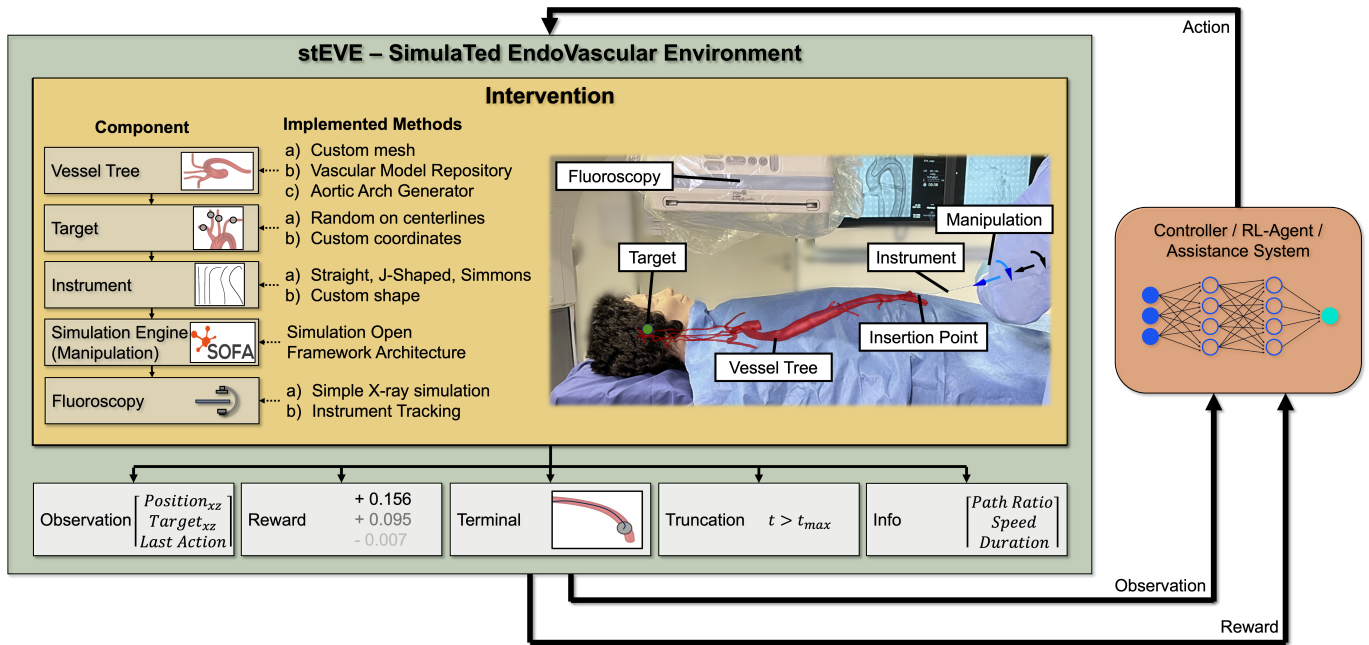 Action
stEVE – SimulaTed EndoVascular Environment
Intervention
Component
Implemented Methods
Vessel Tree
a) Custom mesh
b) Vascular Model Repository
c) Aortic Arch Generator
Target
a) Random on centerlines
b) Custom coordinates
Instrument
a) Straight, J-Shaped, Simmons
b) Custom shape
Simulation Engine
(Manipulation)
SOFA
Simulation Open
Framework Architecture
Fluoroscopy
a) Simple X-ray simulation
b) Instrument Tracking
Fluoroscopy
Manipulation
Target
Instrument
Insertion Point
Vessel Tree
Controller / RL-Agent /
Assistance System
Observation
Position_xz
Target_xz
Last Action
Reward
+ 0.156
+ 0.095
- 0.007
Terminal
Truncation
t > t_max
Info
Path Ratio
Speed
Duration
Observation
Reward